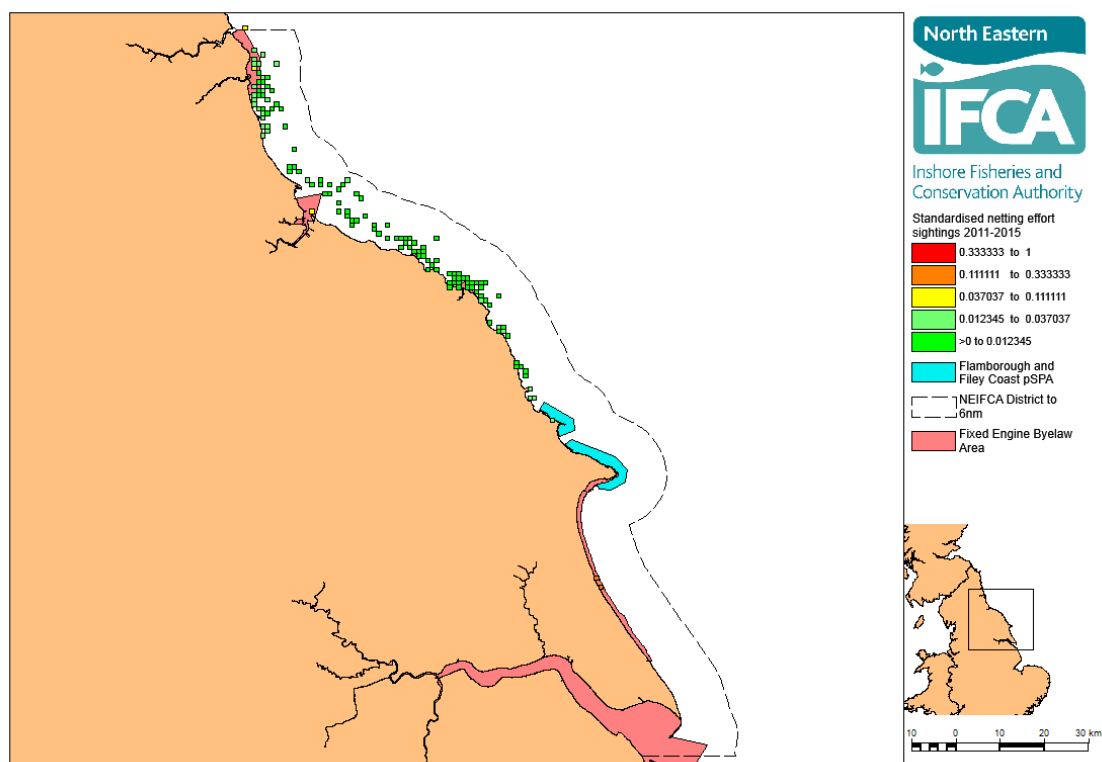 North Eastern
IFCA
Inshore Fisheries and
Conservation Authority
Standardised netting effort
sightings 2011-2015
0.333333 to 1
0.111111 to 0.333333
0.037037 to 0.111111
0.012345 to 0.037037
>0 to 0.012345
Flamborough and
Filey Coast pSPA
NEIFCA District to
6nm
Fixed Engine Byelaw
Area
10 0 10 20 30 km